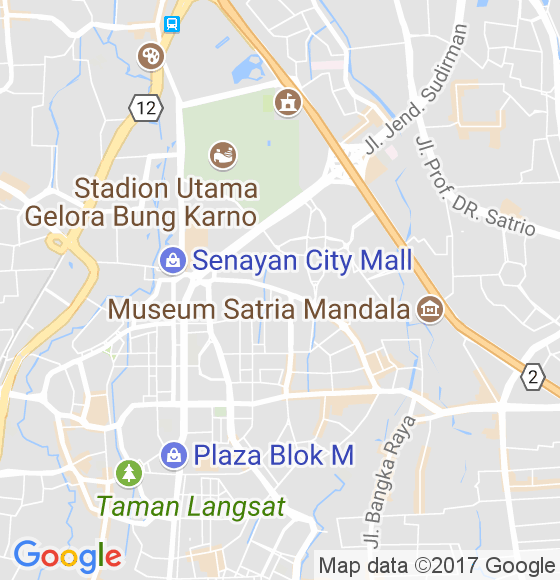 12
Jl. Jend. Sudirman
Jl. Prof. DR. Satrio
Stadion Utama
Gelora Bung Karno
Senayan City Mall
Museum Satria Mandala
2
Plaza Blok M
Jl. Bangka Raya
Taman Langsat
Google
Map data ©2017 Google